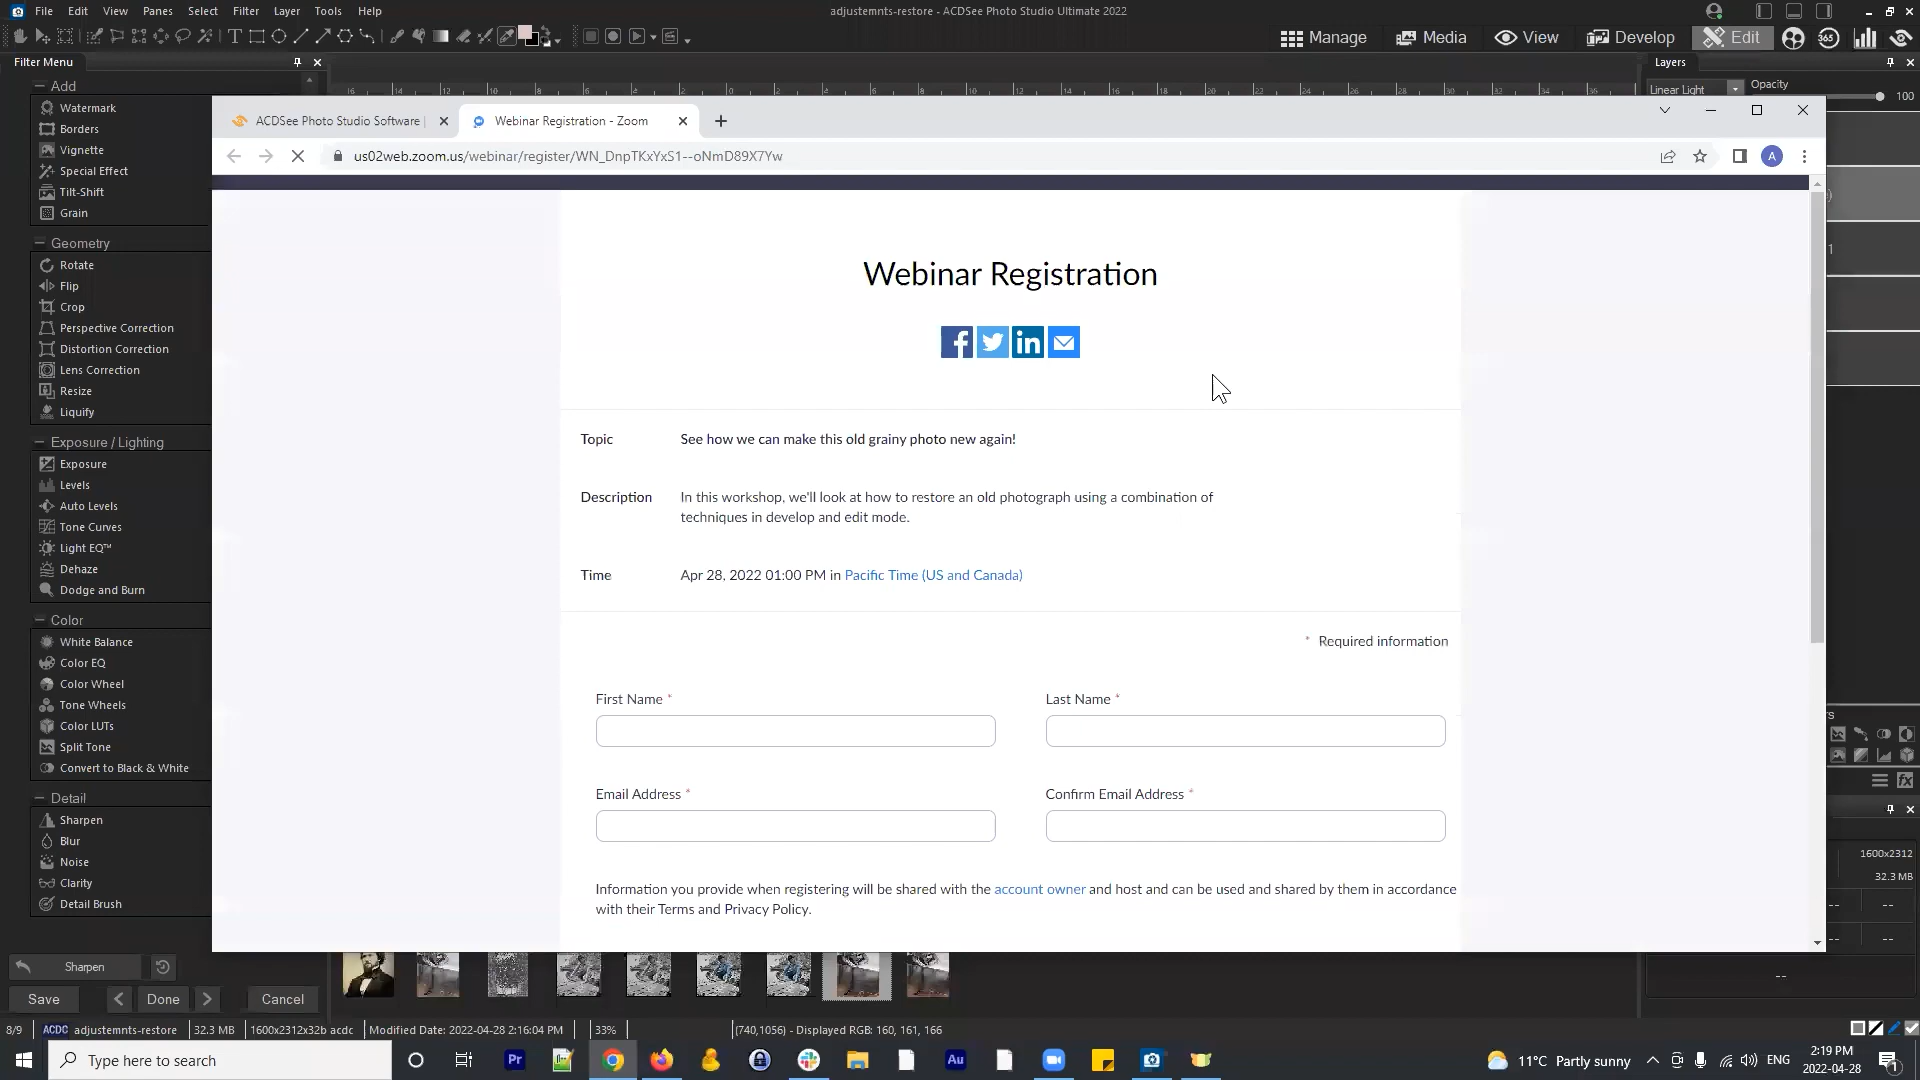 File Edit View Panes Select Filter Layer Tools Help
adjustemnts-restore - ACDSee Photo Studio Ultimate 2022
Manage Media View Develop Edit 365
Filter Menu
Layers
Linear Light
Opacity
100
Add
Watermark
Borders
Vignette
Special Effect
Tilt-Shift
Grain
Geometry
Rotate
Flip
Crop
Perspective Correction
Distortion Correction
Lens Correction
Resize
Liquify
Exposure / Lighting
Exposure
Levels
Auto Levels
Tone Curves
Light EQ™
Dehaze
Dodge and Burn
Color
White Balance
Color EQ
Color Wheel
Tone Wheels
Color LUTs
Split Tone
Convert to Black & White
Detail
Sharpen
Blur
Noise
Clarity
Detail Brush
Sharpen
Save Done Cancel
ACDSee Photo Studio Software |
Webinar Registration - Zoom
us02web.zoom.us/webinar/register/WN_DnpTKxYxS1--oNmD89X7Yw
A
Webinar Registration
Topic See how we can make this old grainy photo new again!
Description In this workshop, we'll look at how to restore an old photograph using a combination of
techniques in develop and edit mode.
Time Apr 28, 2022 01:00 PM in Pacific Time (US and Canada)
* Required information
First Name *
Last Name *
Email Address *
Confirm Email Address *
Information you provide when registering will be shared with the account owner and host and can be used and shared by them in accordance
with their Terms and Privacy Policy.
1600x2312
32.3 MB
8/9 ACDC adjustemnts-restore 32.3 MB 1600x2312x32b acdc Modified Date: 2022-04-28 2:16:04 PM 33% (740,1056) - Displayed RGB: 160, 161, 166
Type here to search
Pr
Au
11°C Partly sunny
ENG
2:19 PM
2022-04-28
1